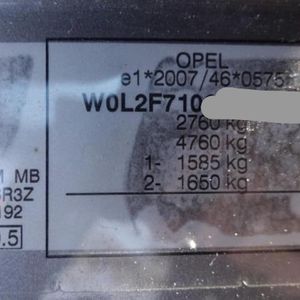 OPEL
e1*2007/46*0575
W0L2F710
2760 kg
4760 kg
1- 1585 kg
2- 1650 kg
M MB
R3Z
192
.5